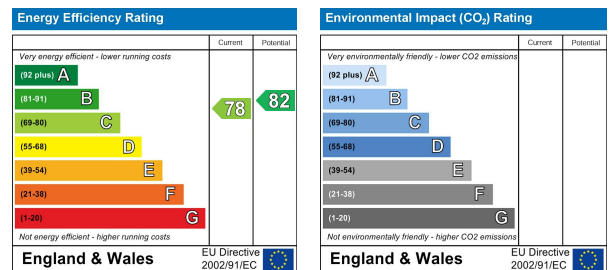 Energy Efficiency Rating
Current Potential
Very energy efficient - lower running costs
(92 plus) A
(81-91) B
(69-80) C
(55-68) D
(39-54) E
(21-38) F
(1-20) G
78
82
Not energy efficient - higher running costs
England & Wales
EU Directive
2002/91/EC
Environmental Impact (CO₂) Rating
Current Potential
Very environmentally friendly - lower CO2 emissions
(92 plus) A
(81-91) B
(69-80) C
(55-68) D
(39-54) E
(21-38) F
(1-20) G
Not environmentally friendly - higher CO2 emissions
England & Wales
EU Directive
2002/91/EC